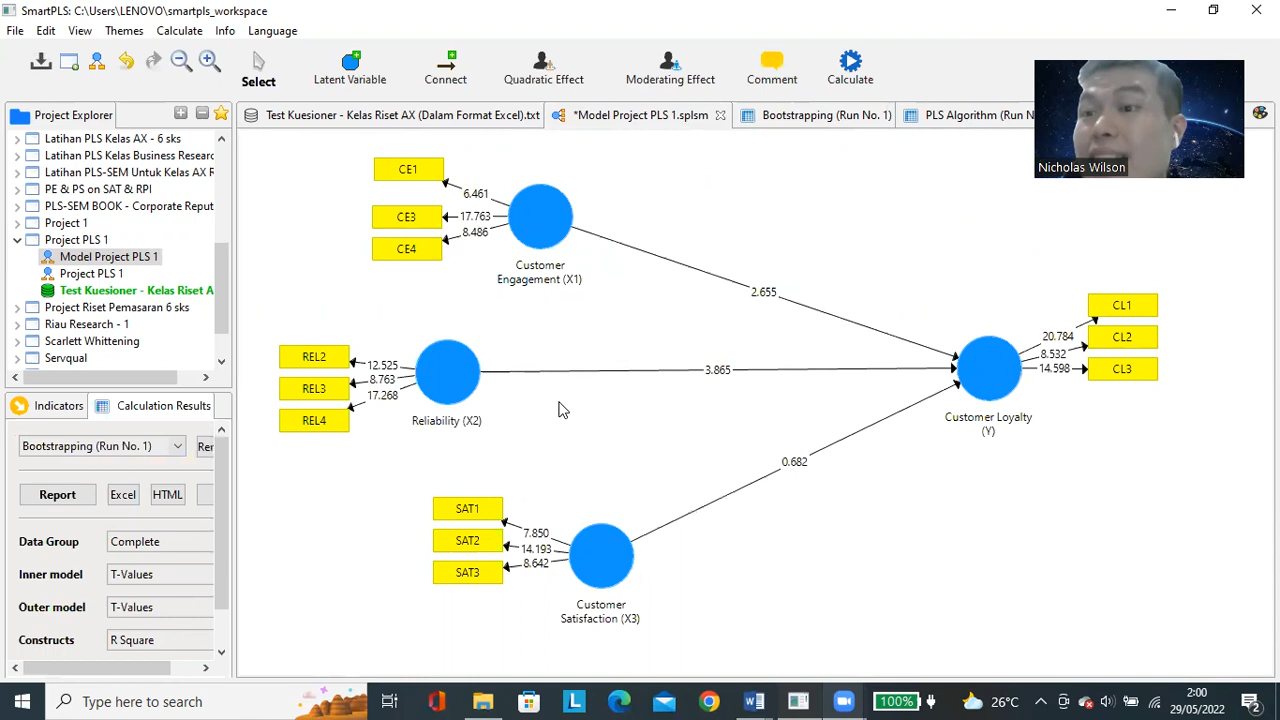 SmartPLS: C:\Users\LENOVO\smartpls_workspace
File Edit View Themes Calculate Info Language
Select
Latent Variable
Connect
Quadratic Effect
Moderating Effect
Comment
Calculate
Project Explorer
Test Kuesioner - Kelas Riset AX (Dalam Format Excel).txt
*Model Project PLS 1.splsm
Bootstrapping (Run No. 1)
PLS Algorithm (Run
Nicholas Wilson
Latihan PLS Kelas AX - 6 sks
Latihan PLS Kelas Business Researc
Latihan PLS-SEM Untuk Kelas AX R
PE & PS on SAT & RPI
PLS-SEM BOOK - Corporate Reput
Project 1
Project PLS 1
Model Project PLS 1
Project PLS 1
Test Kuesioner - Kelas Riset A
Project Riset Pemasaran 6 sks
Riau Research - 1
Scarlett Whittening
Servqual
Indicators
Calculation Results
Bootstrapping (Run No. 1)
Report
Excel
HTML
Data Group
Complete
Inner model
T-Values
Outer model
T-Values
Constructs
R Square
CE1
6.461
CE3
17.763
CE4
8.486
Customer
Engagement (X1)
2.655
REL2
12.525
REL3
8.763
REL4
17.268
Reliability (X2)
3.865
SAT1
7.850
SAT2
14.193
SAT3
8.642
Customer
Satisfaction (X3)
0.682
CL1
20.784
CL2
8.532
CL3
14.598
Customer Loyalty
(Y)
Type here to search
100%
26°C
2:00
29/05/2022
2